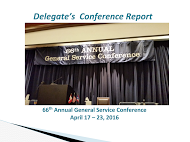 Delegate's Conference Report
66th ANNUAL
General Service Conference
66th Annual General Service Conference
April 17 – 23, 2016